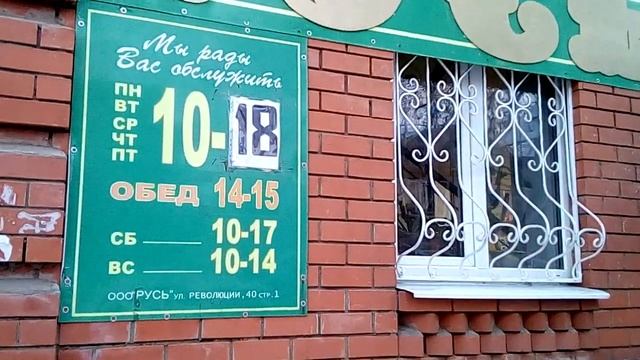 Мы рады
Вас обслужить
ПН
ВТ
СР
ЧТ
ПТ
10-18
ОБЕД 14-15
СБ 10-17
ВС 10-14
ООО "РУСЬ" ул. РЕВОЛЮЦИИ, 40 стр. 1